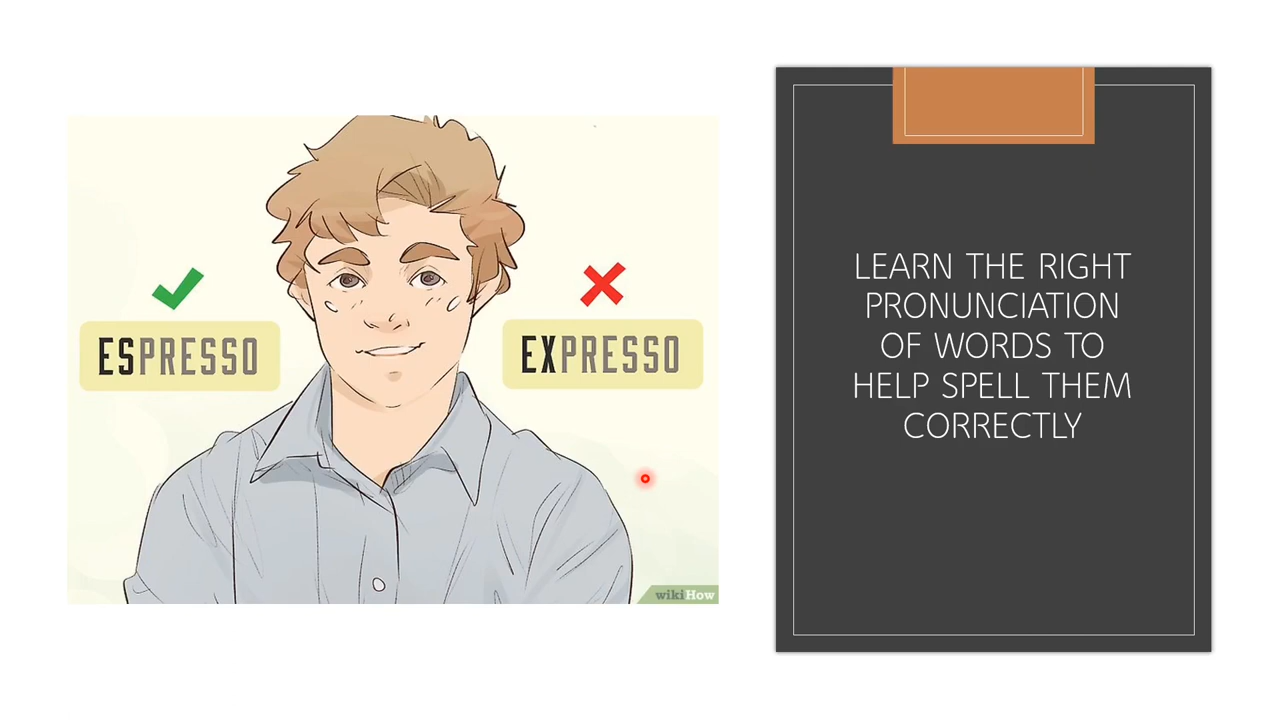 ESPRESSO
EXPRESSO
wikiHow
LEARN THE RIGHT
PRONUNCIATION
OF WORDS TO
HELP SPELL THEM
CORRECTLY